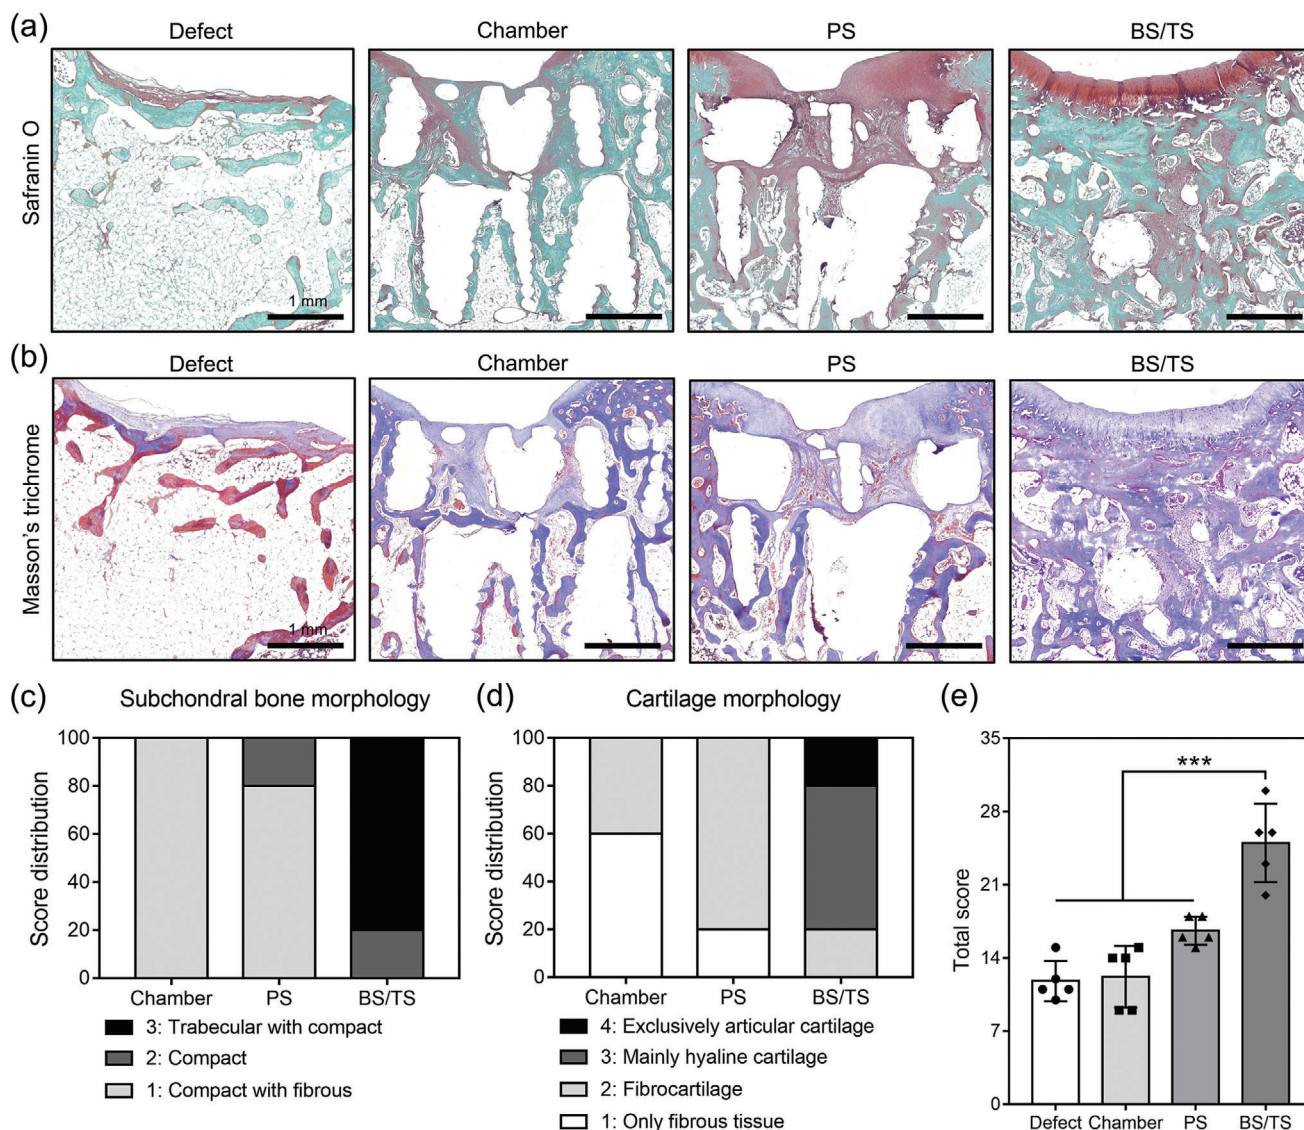 (a)
Defect
Chamber
PS
BS/TS
Safranin O
1 mm
(b)
Defect
Chamber
PS
BS/TS
Masson's trichrome
1 mm
(c)
Subchondral bone morphology
Score distribution
100
80
60
40
20
0
Chamber
PS
BS/TS
3: Trabecular with compact
2: Compact
1: Compact with fibrous
(d)
Cartilage morphology
Score distribution
100
80
60
40
20
0
Chamber
PS
BS/TS
4: Exclusively articular cartilage
3: Mainly hyaline cartilage
2: Fibrocartilage
1: Only fibrous tissue
(e)
Total score
35
28
21
14
7
0
***
Defect
Chamber
PS
BS/TS